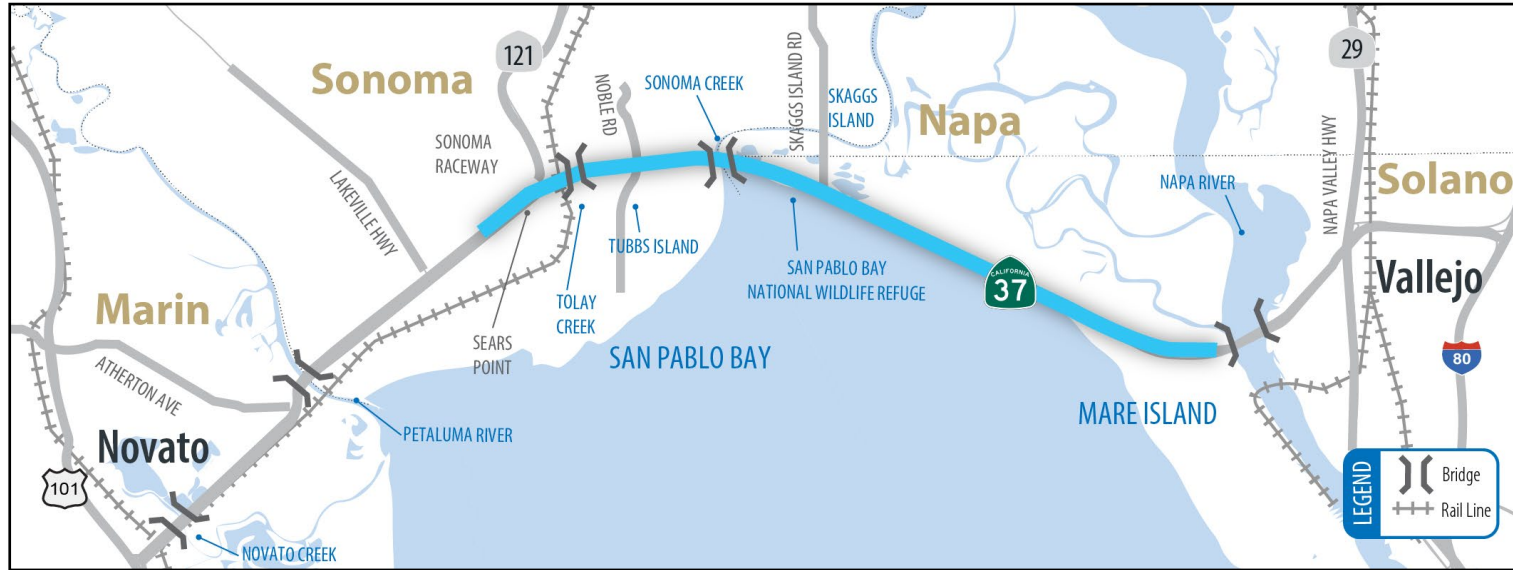 121
29
Sonoma
NOBLE RD
SONOMA CREEK
SKAGGS ISLAND RD
SKAGGS
ISLAND
Napa
NAPA VALLEY HWY
SONOMA
RACEWAY
LAKEVILLE HWY
NAPA RIVER
Solano
TUBBS ISLAND
SAN PABLO BAY
NATIONAL WILDLIFE REFUGE
CALIFORNIA
37
Vallejo
Marin
TOLAY
CREEK
SEARS
POINT
SAN PABLO BAY
80
ATHERTON AVE
MARE ISLAND
Novato
PETALUMA RIVER
101
NOVATO CREEK
LEGEND
Bridge
Rail Line